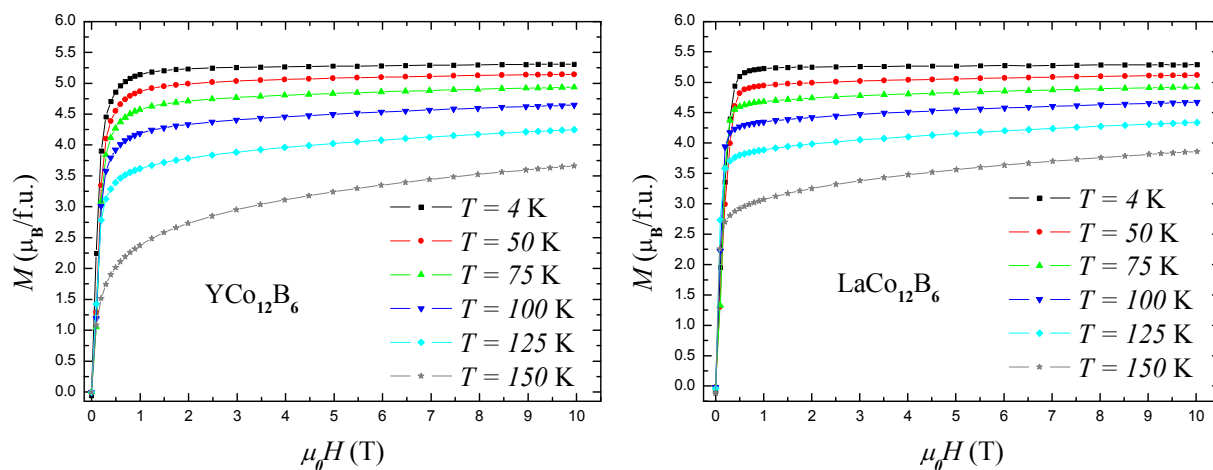 6.0
5.5
5.0
4.5
4.0
3.5
3.0
2.5
2.0
1.5
1.0
0.5
0.0
M (μB/f.u.)
T = 4 K
T = 50 K
T = 75 K
T = 100 K
T = 125 K
T = 150 K
YCo12B6
0 1 2 3 4 5 6 7 8 9 10
μ0H (T)
6.0
5.5
5.0
4.5
4.0
3.5
3.0
2.5
2.0
1.5
1.0
0.5
0.0
M (μB/f.u.)
T = 4 K
T = 50 K
T = 75 K
T = 100 K
T = 125 K
T = 150 K
LaCo12B6
0 1 2 3 4 5 6 7 8 9 10
μ0H (T)